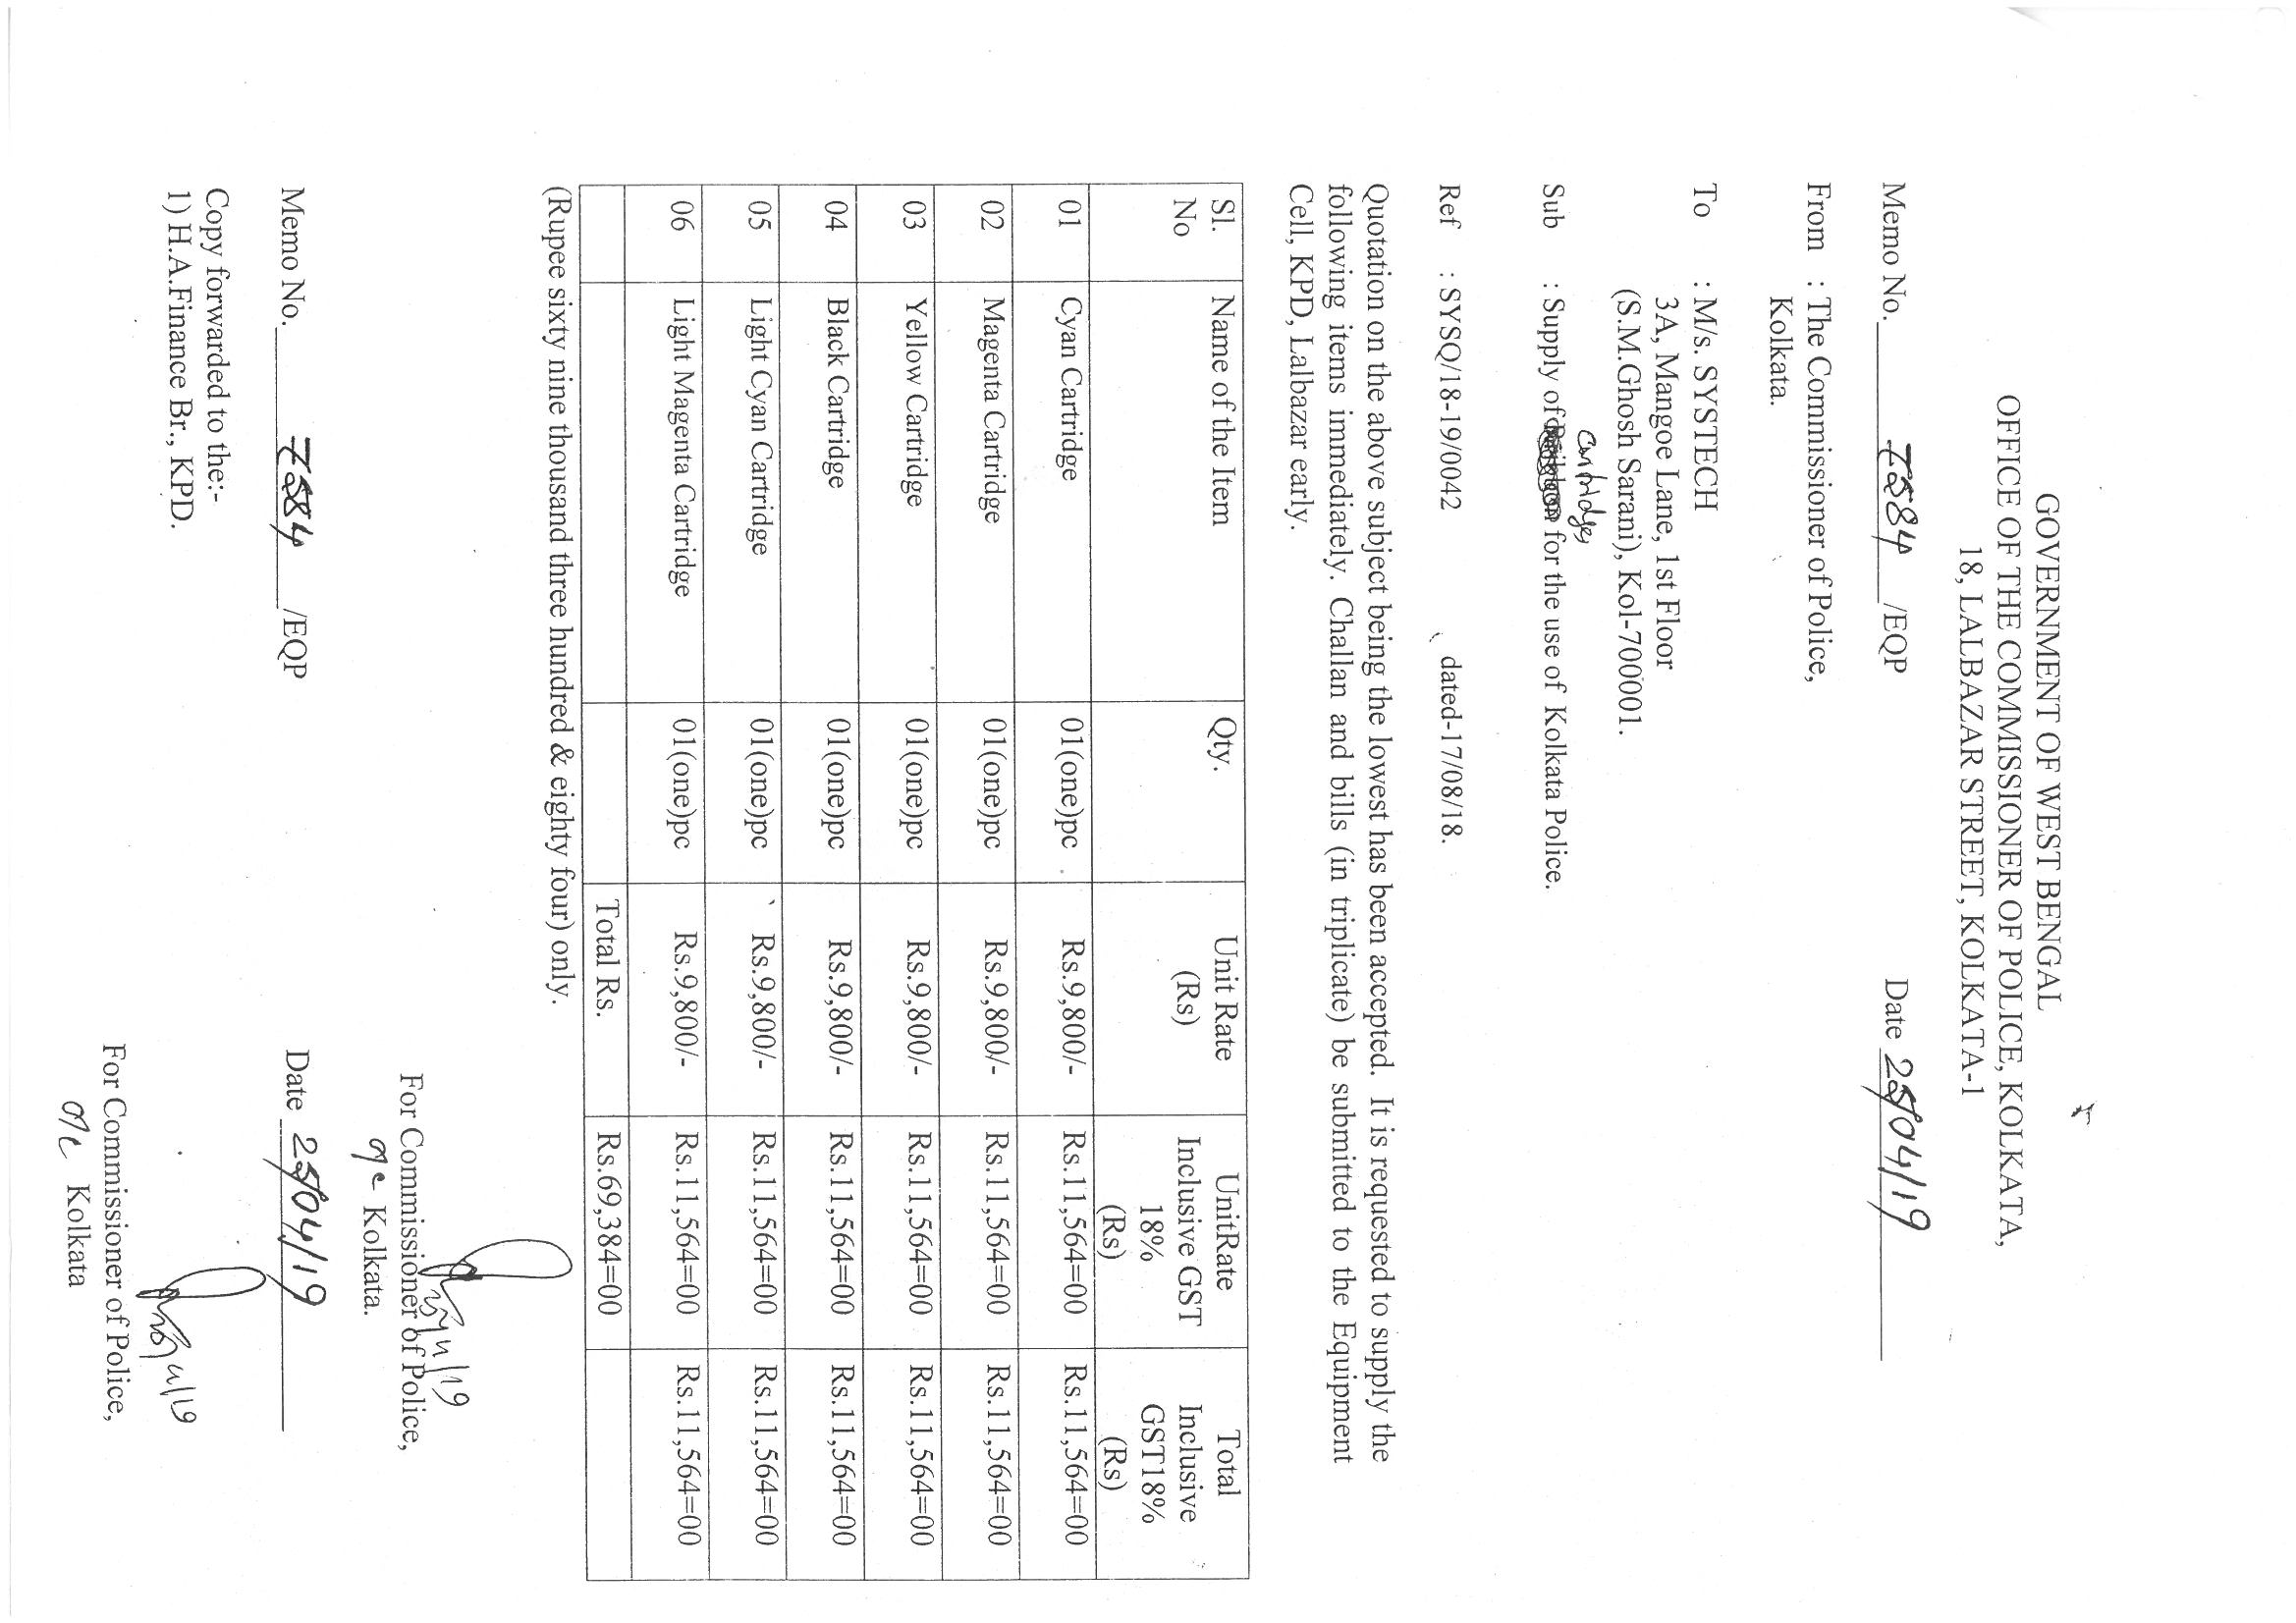 GOVERNMENT OF WEST BENGAL
OFFICE OF THE COMMISSIONER OF POLICE, KOLKATA,
18, LALBAZAR STREET, KOLKATA-1
Memo No. 7584 /EQP Date 25/04/19
From : The Commissioner of Police,
Kolkata.
To : M/s. SYSTECH
3A, Mangoe Lane, 1st Floor
(S.M.Ghosh Sarani), Kol-700001.
cartridge
Sub : Supply of for the use of Kolkata Police.
Ref : SYSQ/18-19/0042 dated-17/08/18.
Quotation on the above subject being the lowest has been accepted. It is requested to supply the
following items immediately. Challan and bills (in triplicate) be submitted to the Equipment
Cell, KPD, Lalbazar early.
Sl. No Name of the Item Qty. Unit Rate (Rs) UnitRate Inclusive GST 18% (Rs) Total Inclusive GST18% (Rs)
01 Cyan Cartridge 01(one)pc Rs.9,800/- Rs.11,564=00 Rs.11,564=00
02 Magenta Cartridge 01(one)pc Rs.9,800/- Rs.11,564=00 Rs.11,564=00
03 Yellow Cartridge 01(one)pc Rs.9,800/- Rs.11,564=00 Rs.11,564=00
04 Black Cartridge 01(one)pc Rs.9,800/- Rs.11,564=00 Rs.11,564=00
05 Light Cyan Cartridge 01(one)pc Rs.9,800/- Rs.11,564=00 Rs.11,564=00
06 Light Magenta Cartridge 01(one)pc Rs.9,800/- Rs.11,564=00 Rs.11,564=00
Total Rs. Rs.69,384=00
(Rupee sixty nine thousand three hundred & eighty four) only.
For Commissioner of Police,
Kolkata.
Memo No. 7584 /EQP Date 25/04/19
Copy forwarded to the:-
1) H.A.Finance Br., KPD.
For Commissioner of Police,
Kolkata